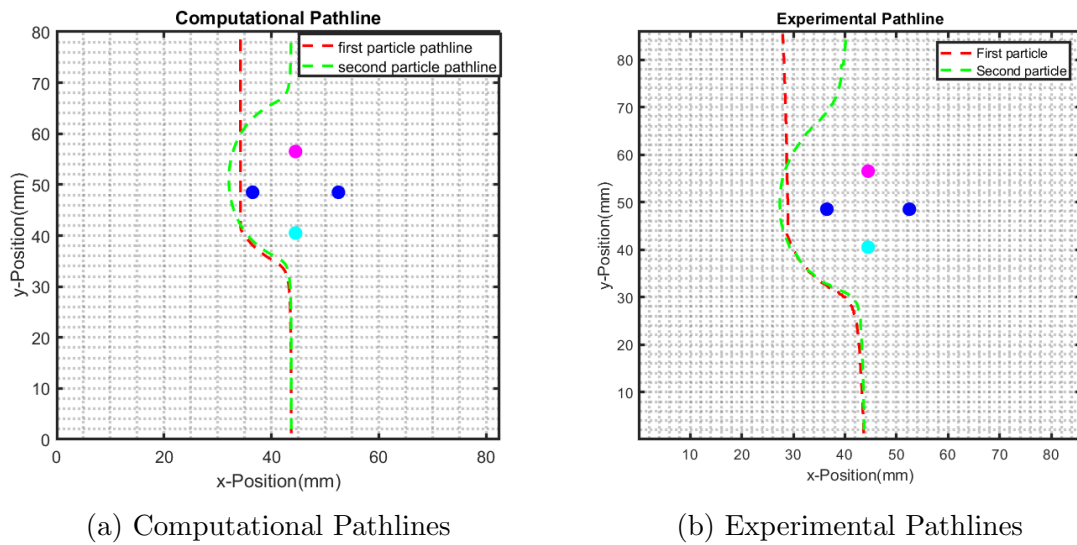 Computational Pathline
first particle pathline
second particle pathline
80
70
60
50
40
30
20
10
0
y-Position(mm)
0
20
40
60
80
x-Position(mm)
(a) Computational Pathlines
Experimental Pathline
First particle
Second particle
80
70
60
50
40
30
20
10
y-Position(mm)
10
20
30
40
50
60
70
80
x-Position(mm)
(b) Experimental Pathlines